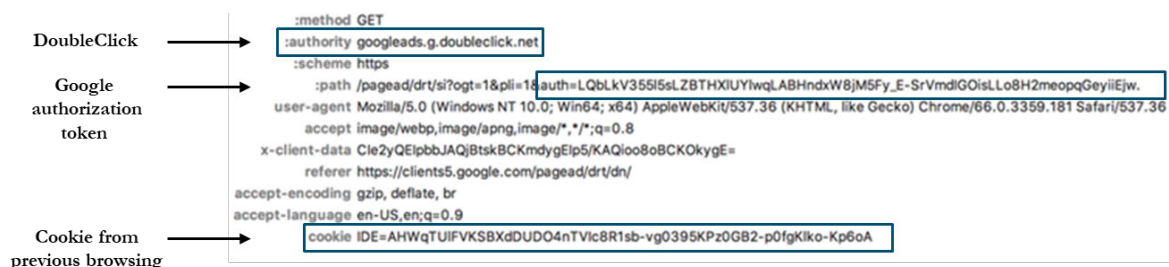 :method GET
DoubleClick
:authority googleads.g.doubleclick.net
:scheme https
Google authorization token
:path /pagead/drt/si?ogt=1&pli=1&auth=LQbLkV355I5sLZBTHXlUYlwqLABHndxW8jM5Fy_E-SrVmdlGOisLLo8H2meopqGeyiiEjw.
user-agent Mozilla/5.0 (Windows NT 10.0; Win64; x64) AppleWebKit/537.36 (KHTML, like Gecko) Chrome/66.0.3359.181 Safari/537.36
accept image/webp,image/apng,image/*,*/*;q=0.8
x-client-data CIe2yQEIpbbJAQjBtskBCKmdygEIp5/KAQioo8oBCKOkygE=
referer https://clients5.google.com/pagead/drt/dn/
accept-encoding gzip, deflate, br
accept-language en-US,en;q=0.9
Cookie from previous browsing
cookie IDE=AHWqTUlFVKSBXdDUDO4nTVlc8R1sb-vg0395KPz0GB2-p0fgKlko-Kp6oA